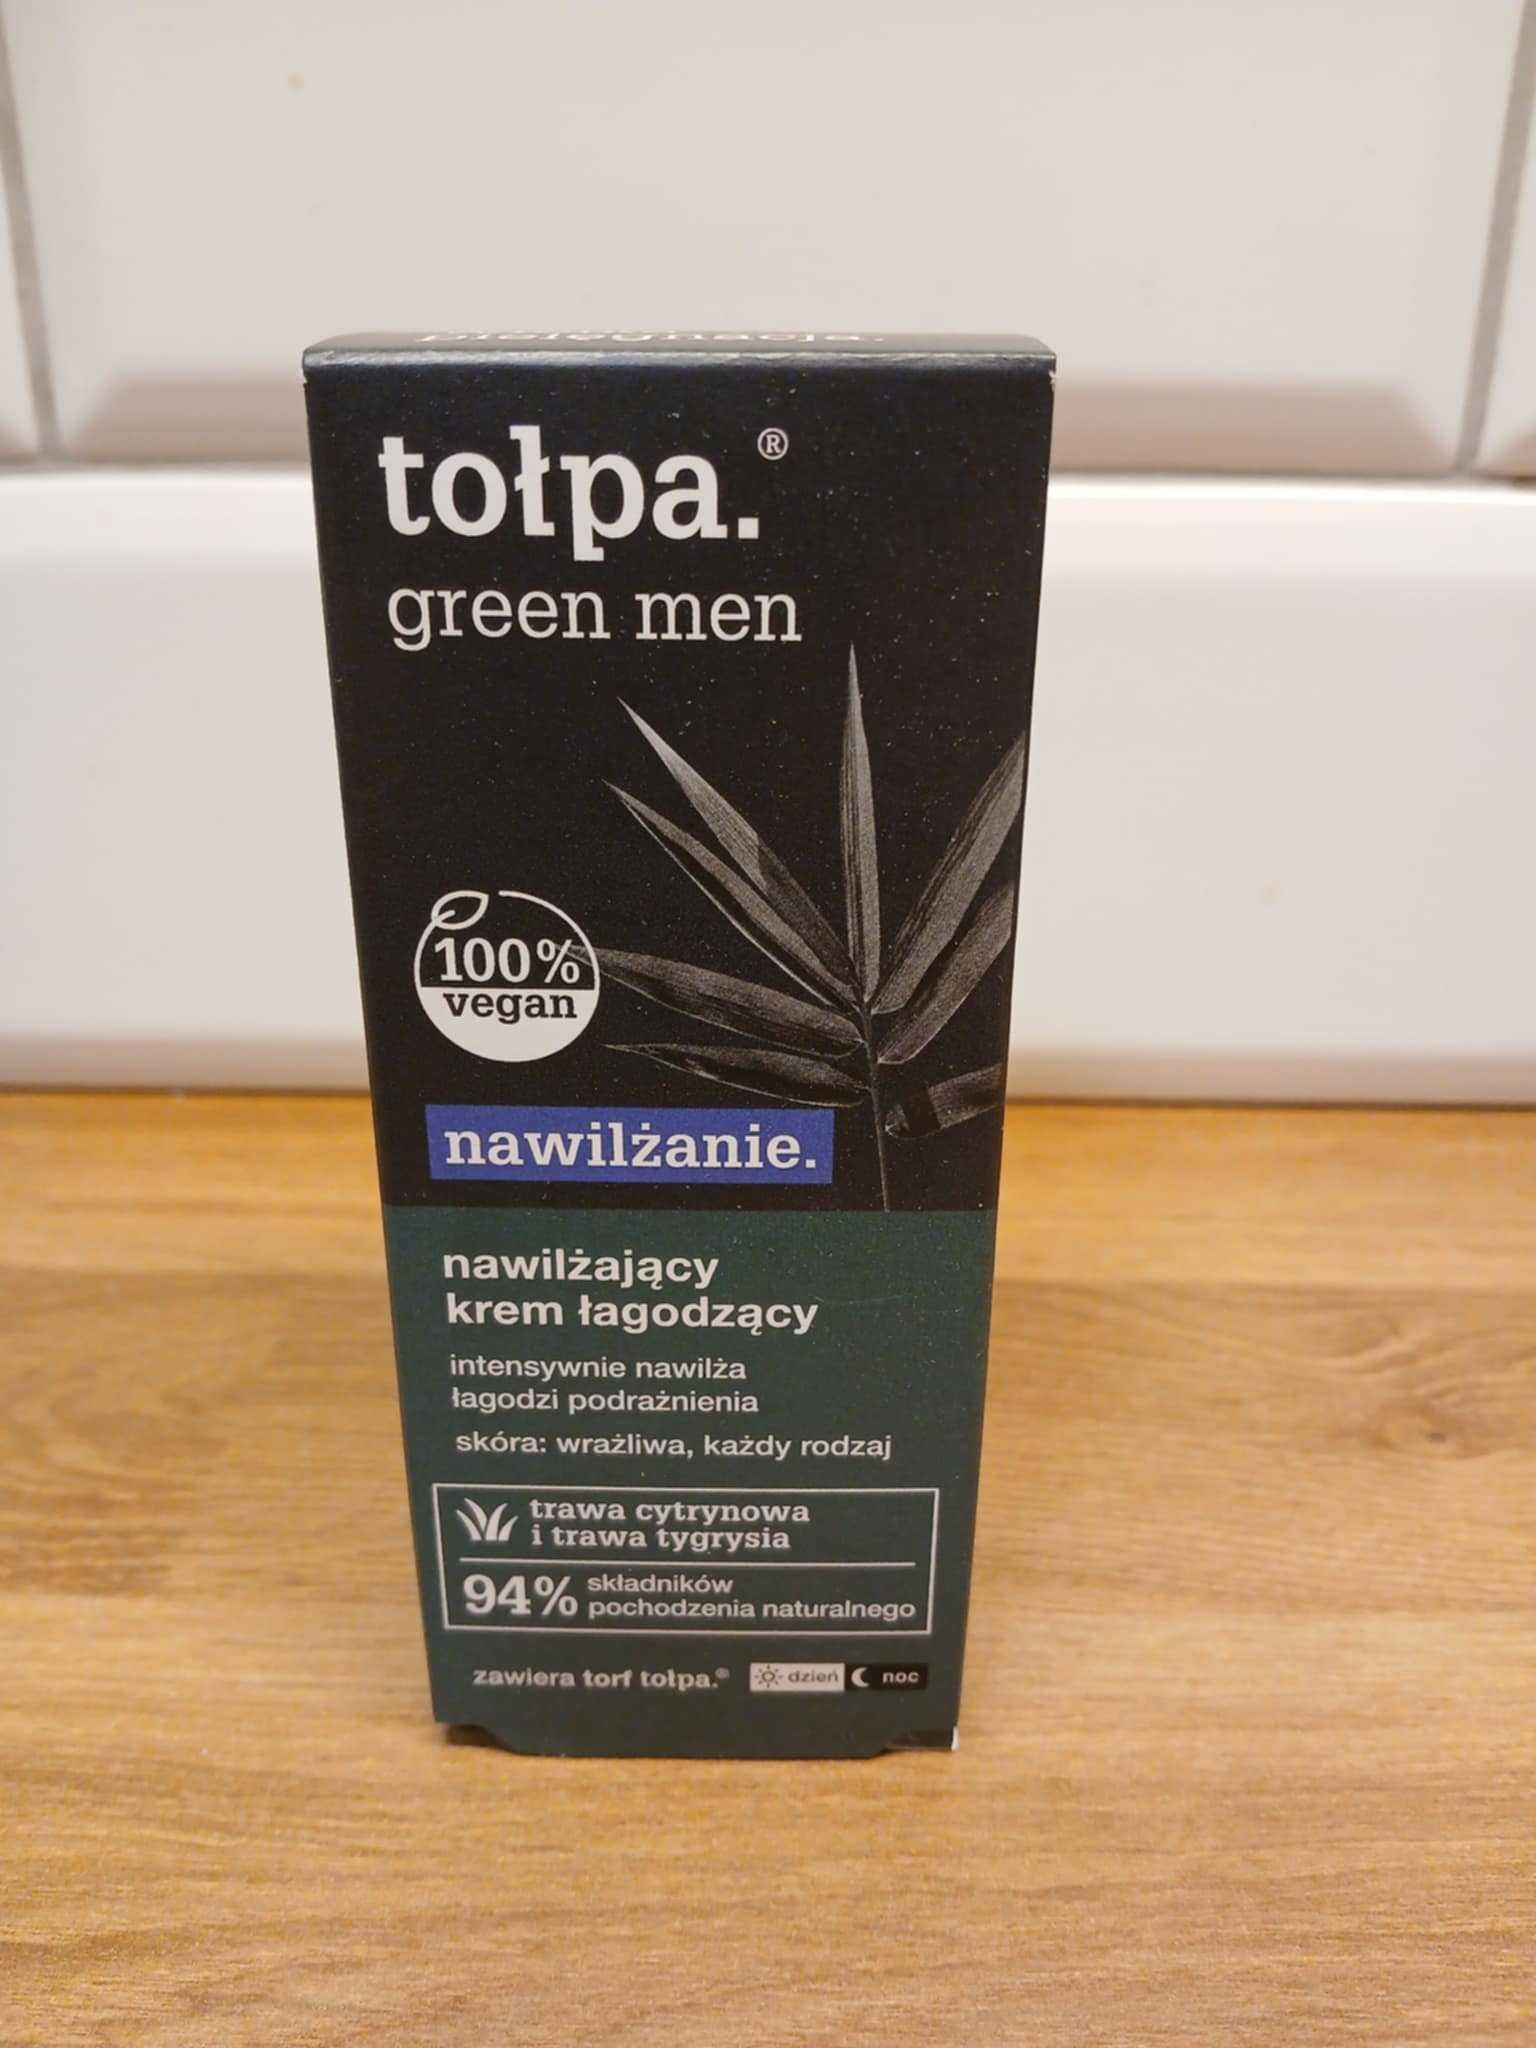 pielęgnacja.
tołpa.®
green men
100%
vegan
nawilżanie.
nawilżający
krem łagodzący
intensywnie nawilża
łagodzi podrażnienia
skóra: wrażliwa, każdy rodzaj
trawa cytrynowa
i trawa tygrysia
94% składników
pochodzenia naturalnego
zawiera torf tołpa.® dzień noc